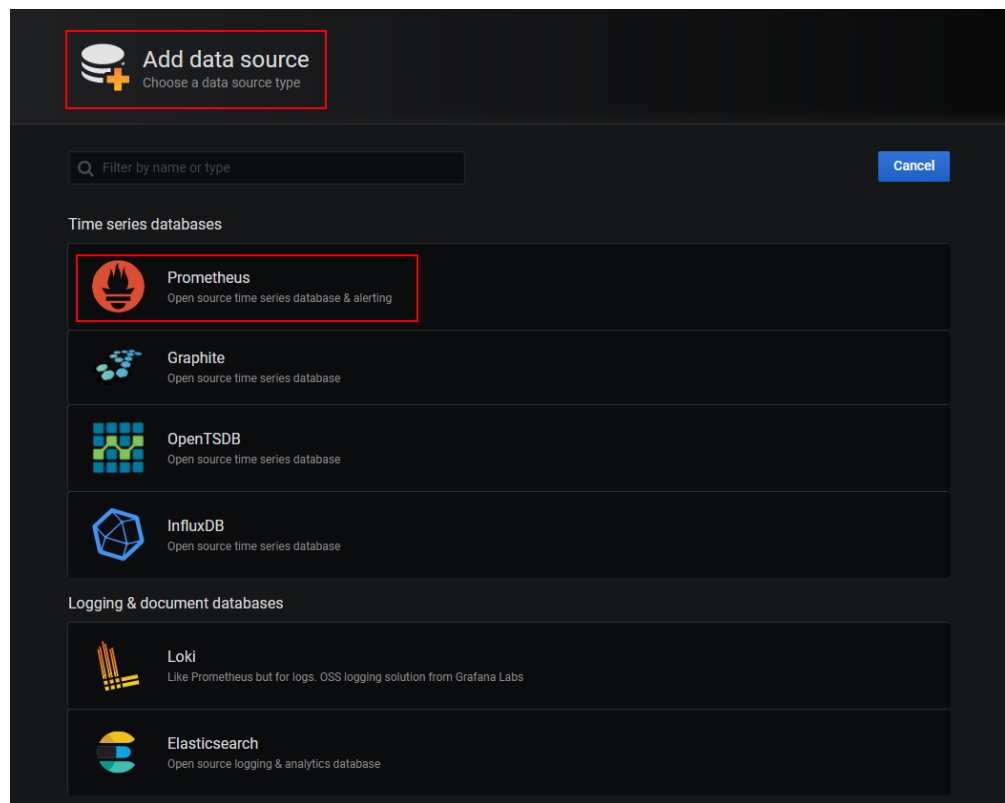 Add data source
Choose a data source type
Filter by name or type
Cancel
Time series databases
Prometheus
Open source time series database & alerting
Graphite
Open source time series database
OpenTSDB
Open source time series database
InfluxDB
Open source time series database
Logging & document databases
Loki
Like Prometheus but for logs. OSS logging solution from Grafana Labs
Elasticsearch
Open source logging & analytics database